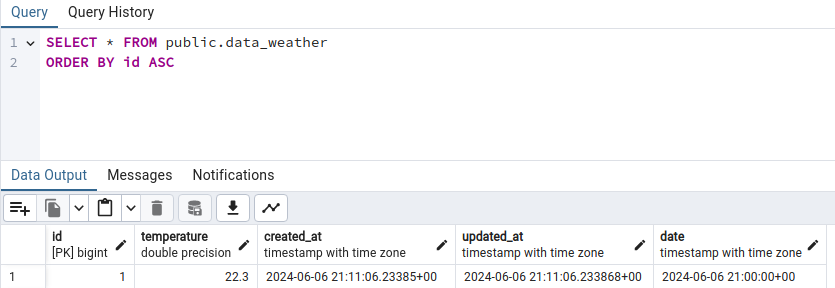 Query Query History
1 SELECT * FROM public.data_weather
2 ORDER BY id ASC
Data Output Messages Notifications
id temperature created_at updated_at date
[PK] bigint double precision timestamp with time zone timestamp with time zone timestamp with time zone
1 1 22.3 2024-06-06 21:11:06.23385+00 2024-06-06 21:11:06.233868+00 2024-06-06 21:00:00+00